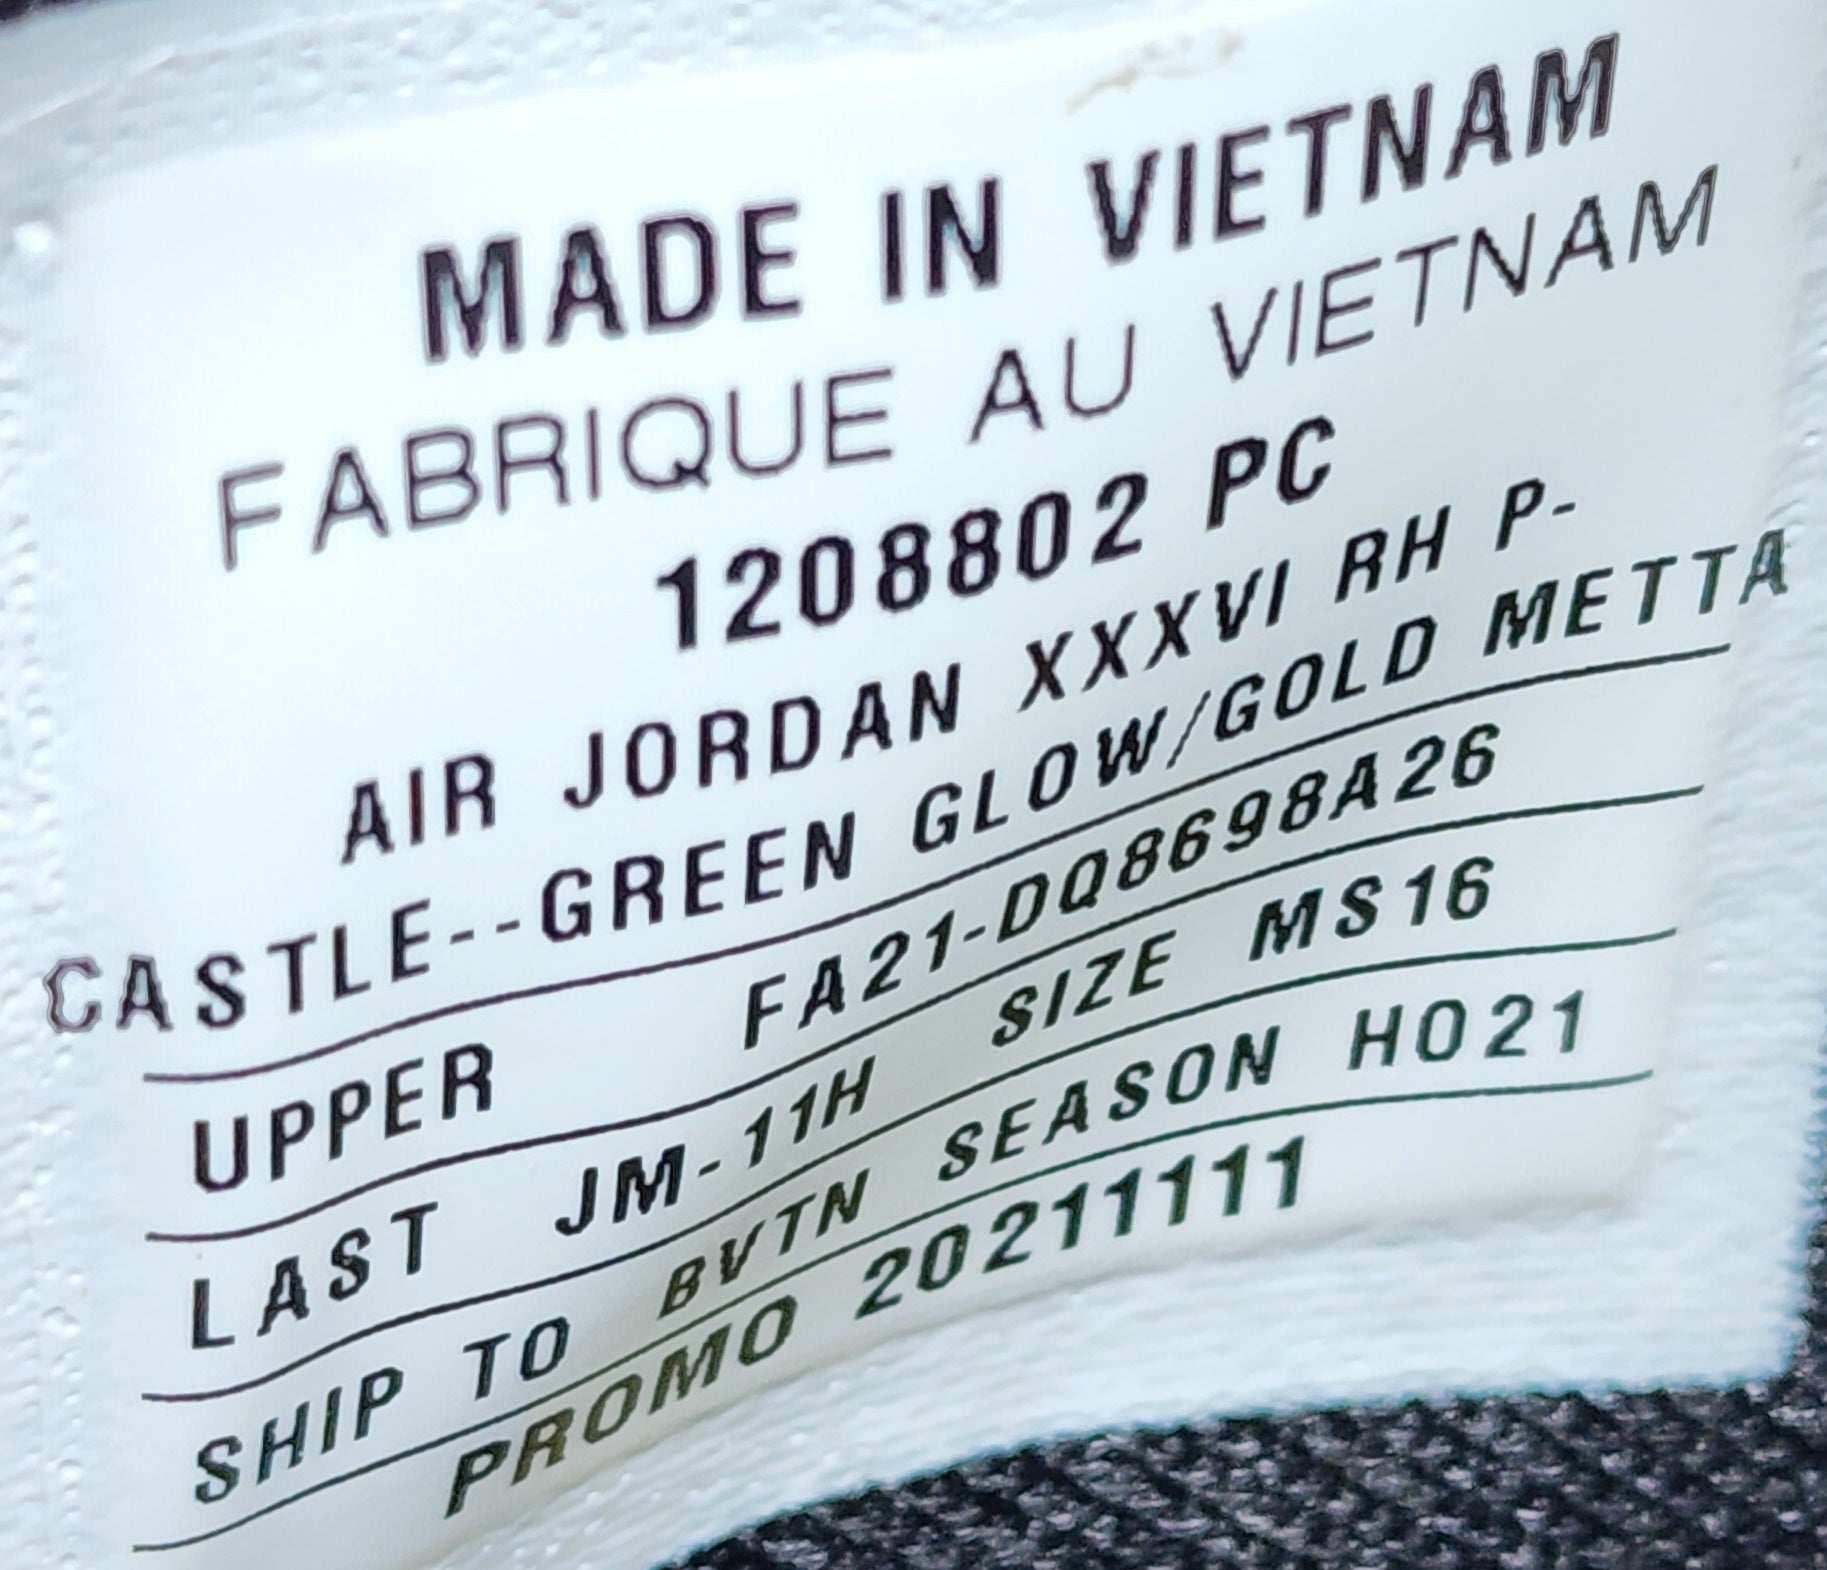 MADE IN VIETNAM
FABRIQUE AU VIETNAM
1208802 PC
AIR JORDAN XXXVI RH P-
CASTLE--GREEN GLOW/GOLD METTA
UPPER FA21-DQ8698A26
LAST JM-11H SIZE MS16
SHIP TO BVTN SEASON HO21
PROMO 20211111